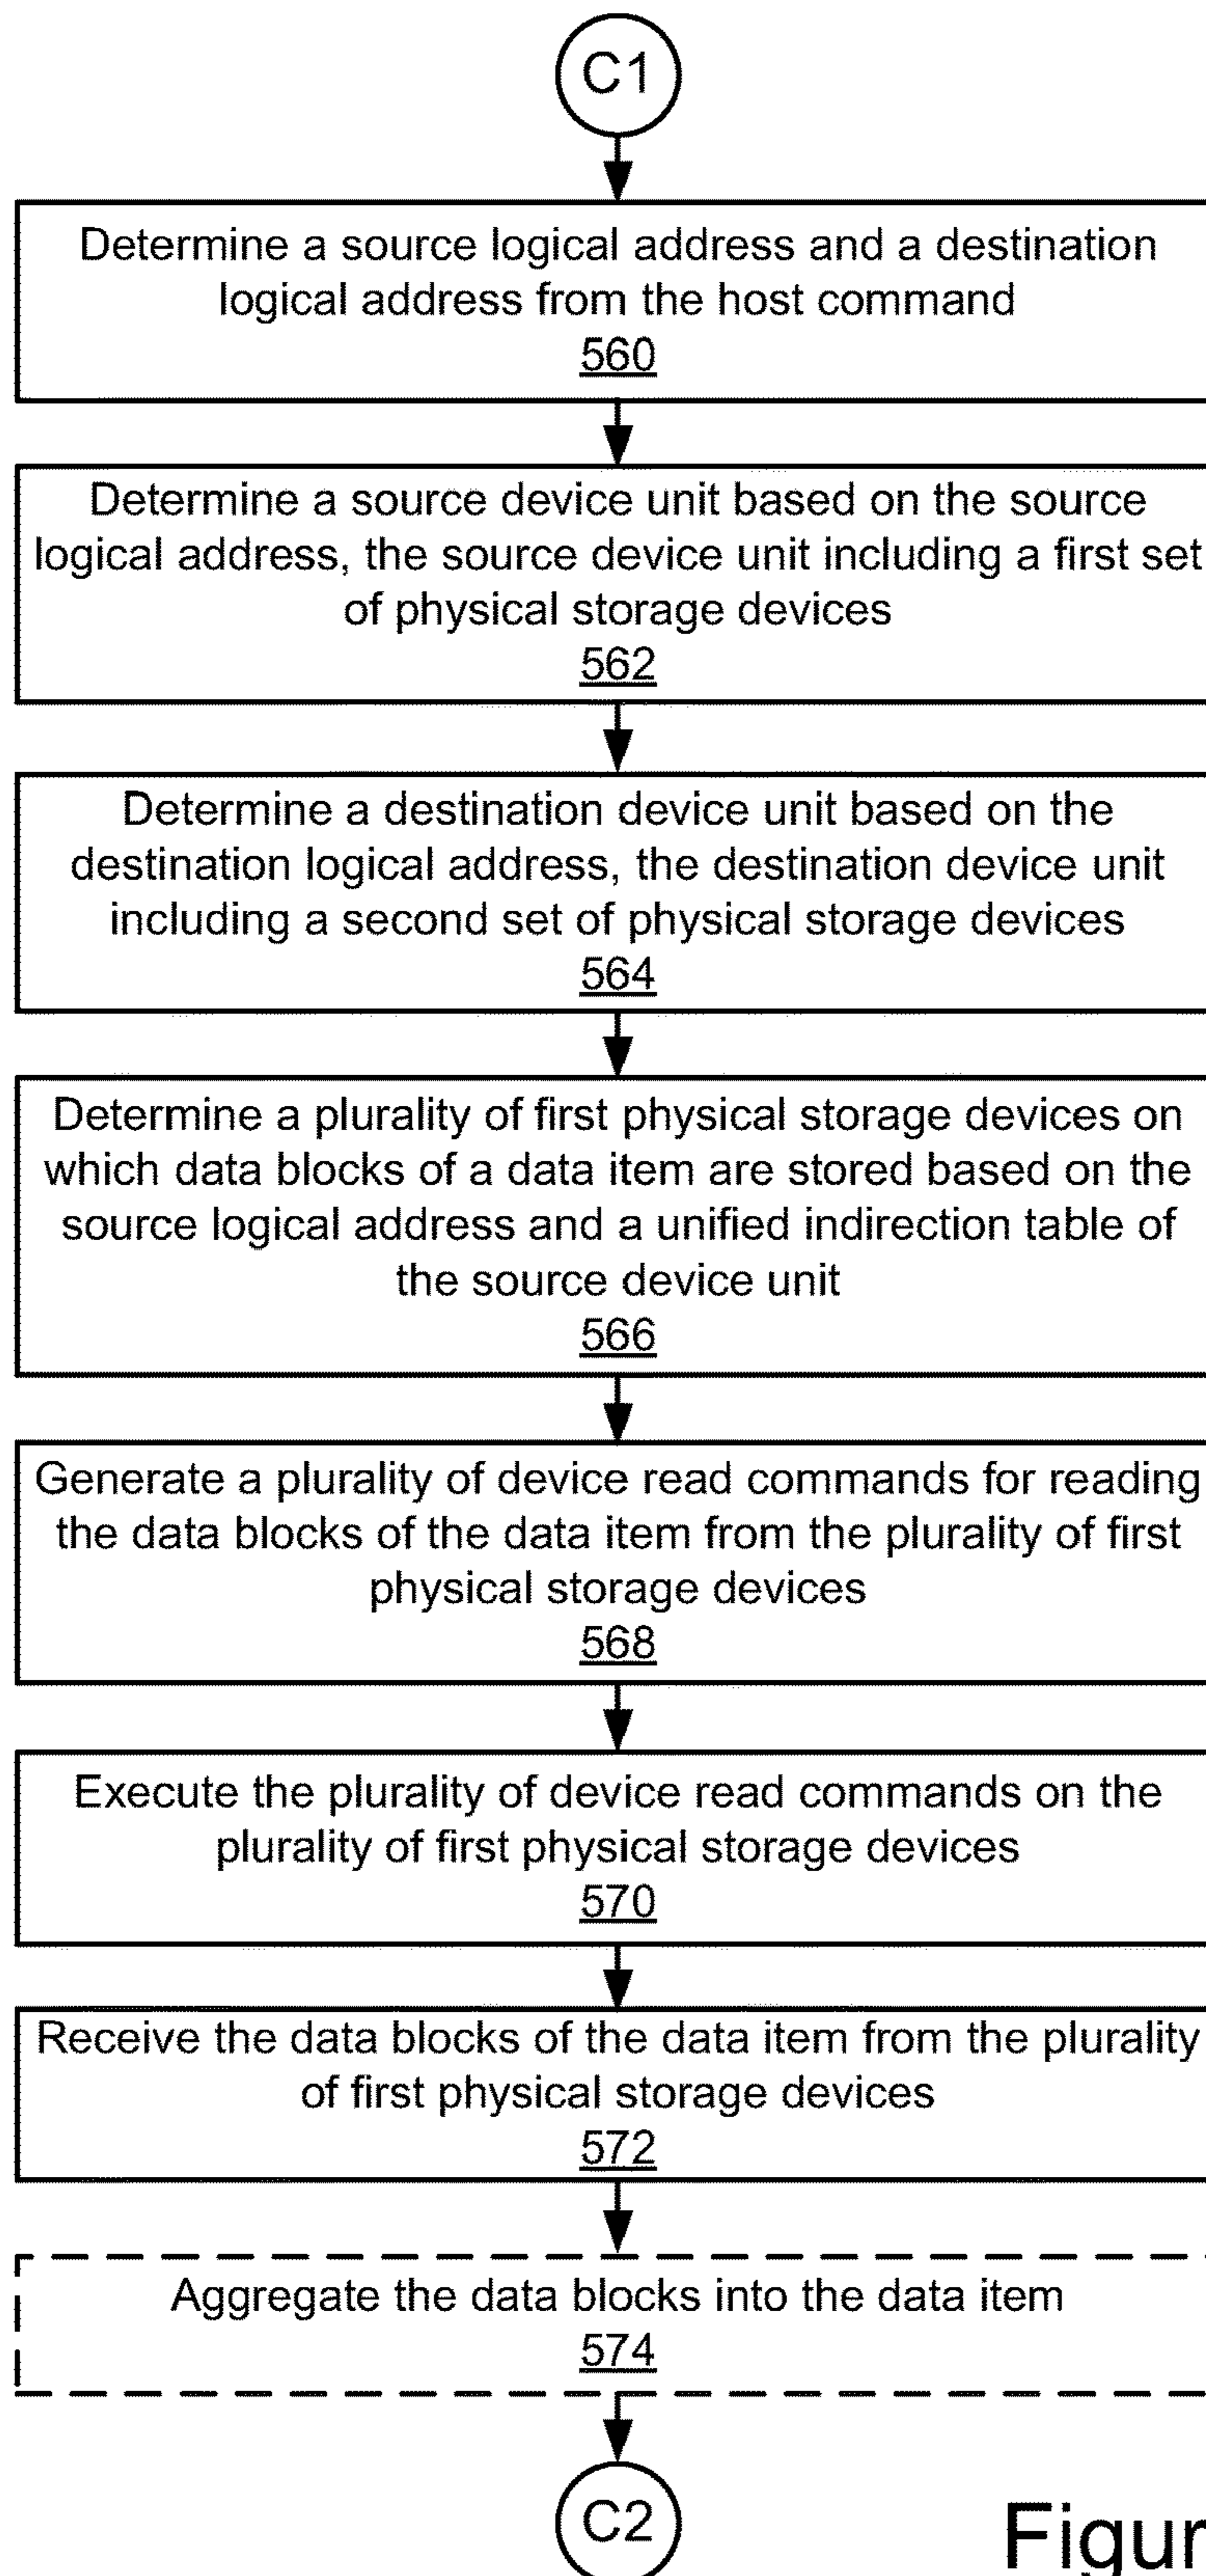 C1
Determine a source logical address and a destination
logical address from the host command
560
Determine a source device unit based on the source
logical address, the source device unit including a first set
of physical storage devices
562
Determine a destination device unit based on the
destination logical address, the destination device unit
including a second set of physical storage devices
564
Determine a plurality of first physical storage devices on
which data blocks of a data item are stored based on the
source logical address and a unified indirection table of
the source device unit
566
Generate a plurality of device read commands for reading
the data blocks of the data item from the plurality of first
physical storage devices
568
Execute the plurality of device read commands on the
plurality of first physical storage devices
570
Receive the data blocks of the data item from the plurality
of first physical storage devices
572
Aggregate the data blocks into the data item
574
C2